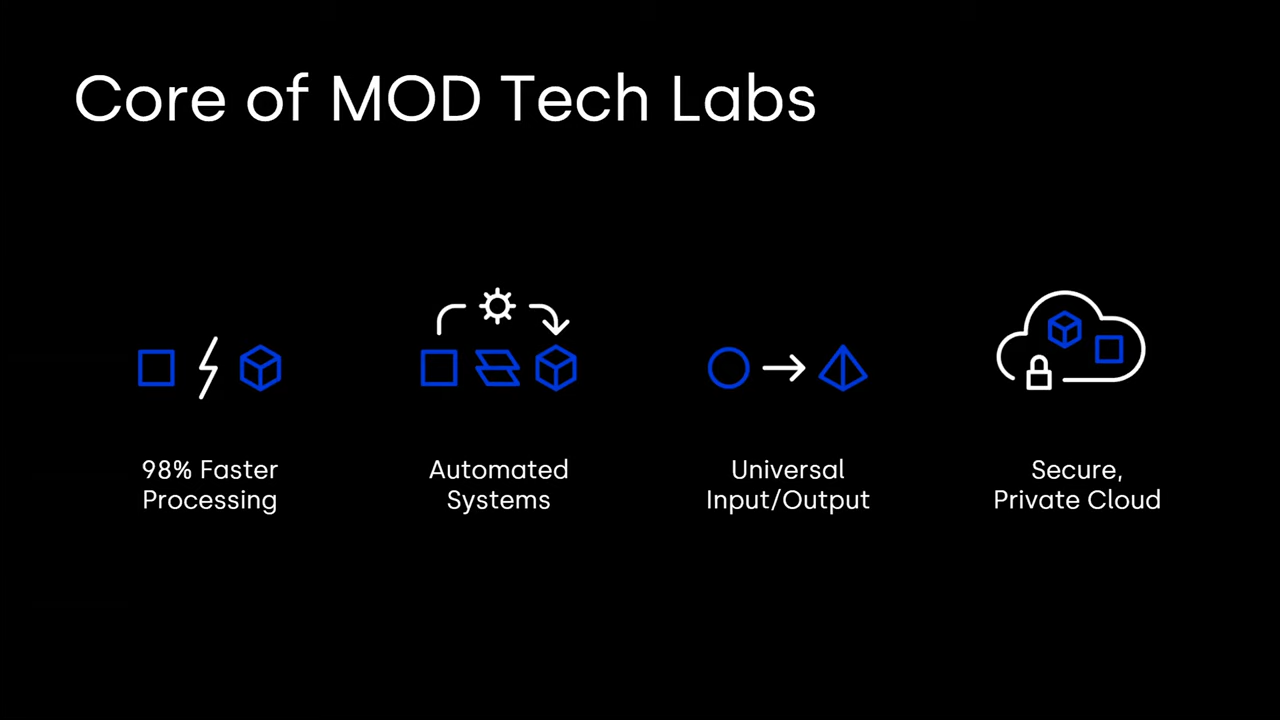 Core of MOD Tech Labs
98% Faster
Processing
Automated
Systems
Universal
Input/Output
Secure,
Private Cloud